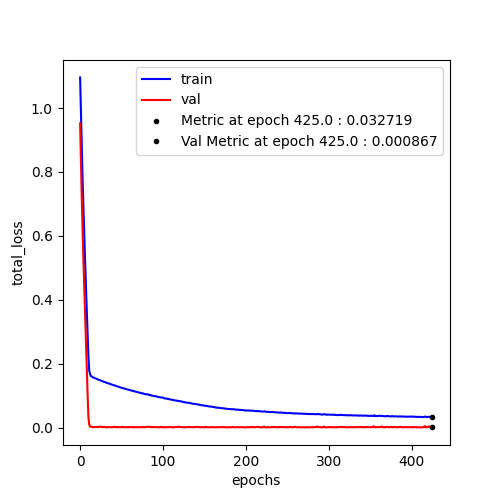 train
val
Metric at epoch 425.0 : 0.032719
Val Metric at epoch 425.0 : 0.000867
1.0
0.8
0.6
0.4
0.2
0.0
total_loss
0 100 200 300 400
epochs